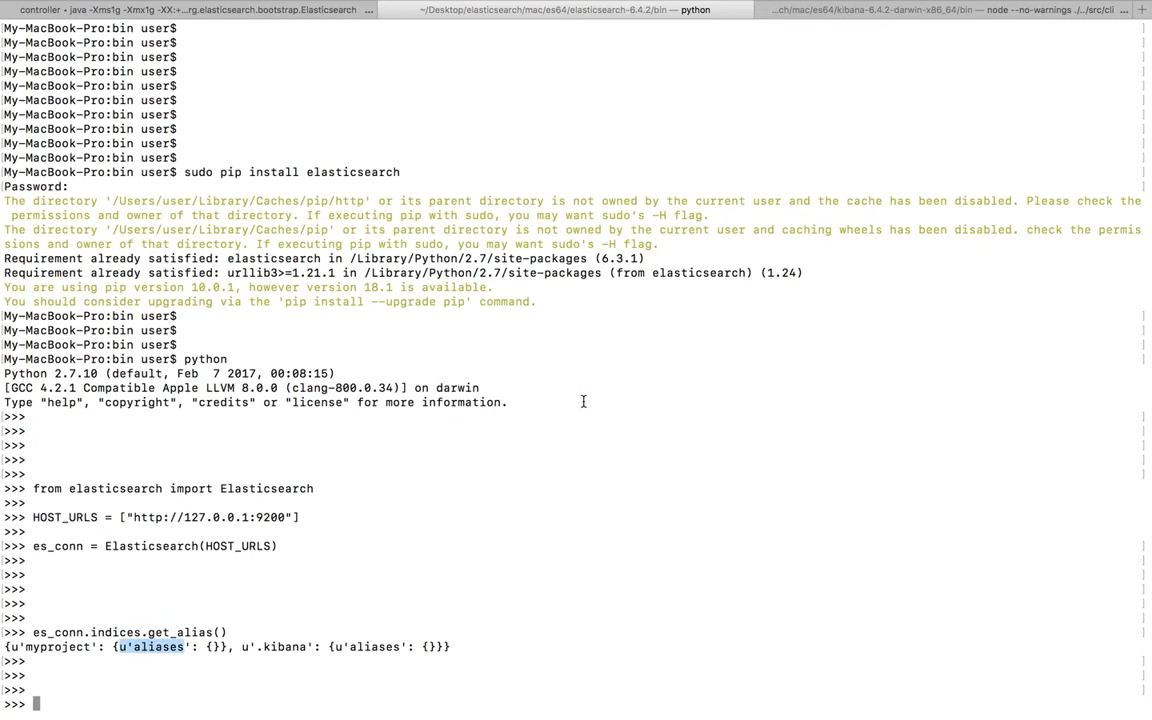 controller • java -Xms1g -Xmx1g -XX:+...rg.elasticsearch.bootstrap.Elasticsearch ...
~/Desktop/elasticsearch/mac/es64/elasticsearch-6.4.2/bin — python
...ch/mac/es64/kibana-6.4.2-darwin-x86_64/bin — node --no-warnings ./../src/cli ...
+
My-MacBook-Pro:bin user$
My-MacBook-Pro:bin user$
My-MacBook-Pro:bin user$
My-MacBook-Pro:bin user$
My-MacBook-Pro:bin user$
My-MacBook-Pro:bin user$
My-MacBook-Pro:bin user$
My-MacBook-Pro:bin user$
My-MacBook-Pro:bin user$
My-MacBook-Pro:bin user$
My-MacBook-Pro:bin user$ sudo pip install elasticsearch
Password:
The directory '/Users/user/Library/Caches/pip/http' or its parent directory is not owned by the current user and the cache has been disabled. Please check the
permissions and owner of that directory. If executing pip with sudo, you may want sudo's -H flag.
The directory '/Users/user/Library/Caches/pip' or its parent directory is not owned by the current user and caching wheels has been disabled. check the permis
sions and owner of that directory. If executing pip with sudo, you may want sudo's -H flag.
Requirement already satisfied: elasticsearch in /Library/Python/2.7/site-packages (6.3.1)
Requirement already satisfied: urllib3>=1.21.1 in /Library/Python/2.7/site-packages (from elasticsearch) (1.24)
You are using pip version 10.0.1, however version 18.1 is available.
You should consider upgrading via the 'pip install --upgrade pip' command.
My-MacBook-Pro:bin user$
My-MacBook-Pro:bin user$
My-MacBook-Pro:bin user$
My-MacBook-Pro:bin user$ python
Python 2.7.10 (default, Feb  7 2017, 00:08:15)
[GCC 4.2.1 Compatible Apple LLVM 8.0.0 (clang-800.0.34)] on darwin
Type "help", "copyright", "credits" or "license" for more information.
>>>
>>>
>>>
>>>
>>>
>>> from elasticsearch import Elasticsearch
>>>
>>> HOST_URLS = ["http://127.0.0.1:9200"]
>>>
>>> es_conn = Elasticsearch(HOST_URLS)
>>>
>>>
>>>
>>>
>>>
>>> es_conn.indices.get_alias()
{u'myproject': {u'aliases': {}}, u'.kibana': {u'aliases': {}}}
>>>
>>>
>>>
>>>